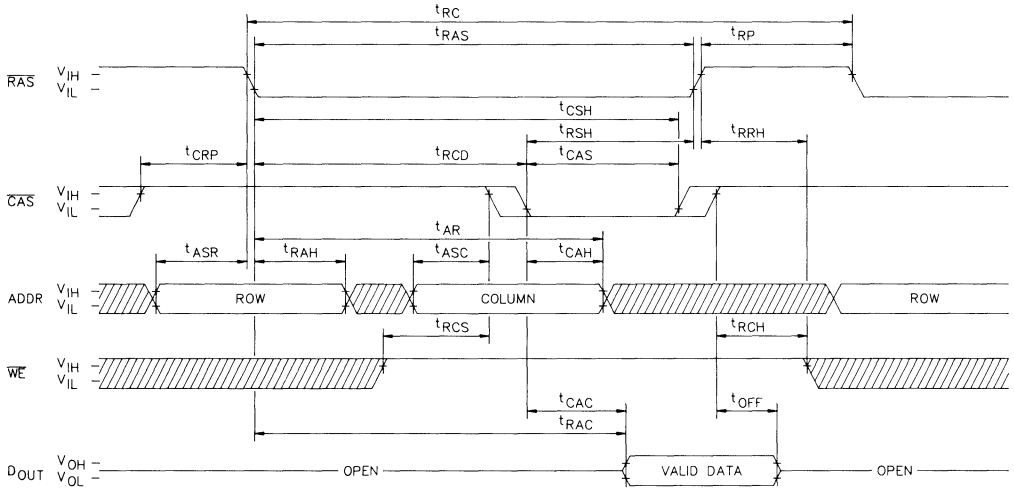 tRC
tRAS tRP
RAS VIH
VIL
tCSH
tRSH tRRH
tCRP tRCD tCAS
CAS VIH
VIL
tAR
tASR tRAH tASC tCAH
ADDR VIH ROW COLUMN ROW
VIL
tRCS tRCH
WE VIH
VIL
tCAC tOFF
tRAC
DOUT VOH OPEN VALID DATA OPEN
VOL